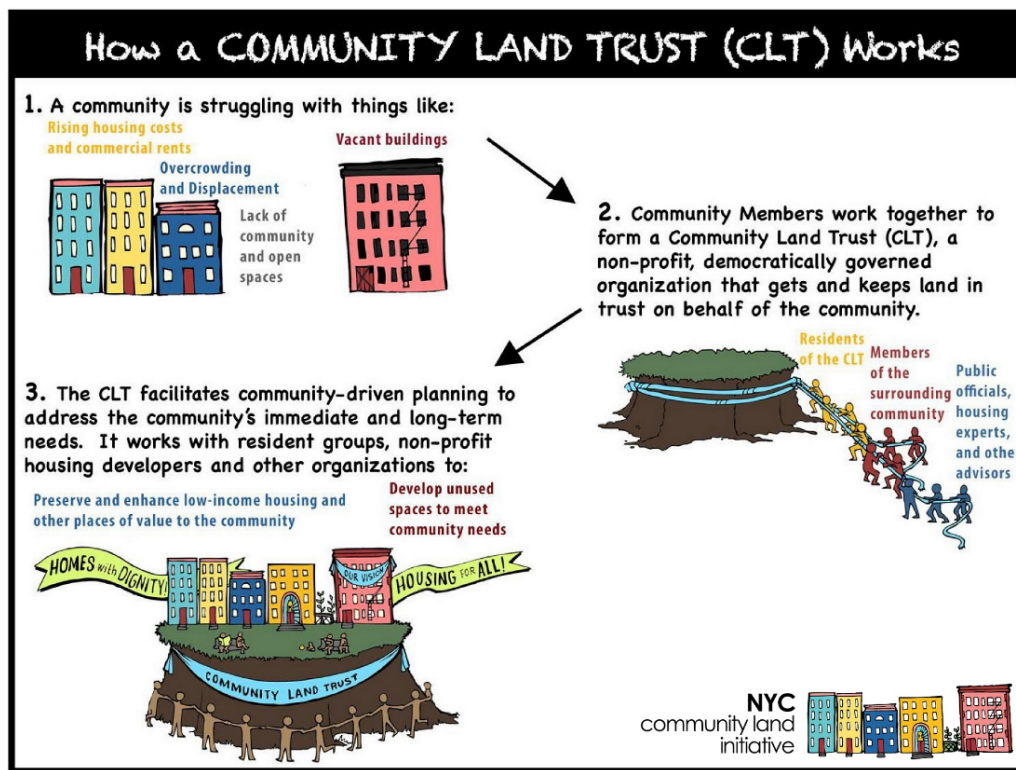 How a COMMUNITY LAND TRUST (CLT) Works
1. A community is struggling with things like:
Rising housing costs
and commercial rents
Overcrowding
and Displacement
Lack of
community
and open
spaces
Vacant buildings
2. Community Members work together to
form a Community Land Trust (CLT), a
non-profit, democratically governed
organization that gets and keeps land in
trust on behalf of the community.
Residents
of the CLT
Members
of the
surrounding
community
Public
officials,
housing
experts,
and other
advisors
3. The CLT facilitates community-driven planning to
address the community's immediate and long-term
needs. It works with resident groups, non-profit
housing developers and other organizations to:
Preserve and enhance low-income housing and
other places of value to the community
Develop unused
spaces to meet
community needs
HOMES with DIGNITY!
OUR VISION
HOUSING FOR ALL!
COMMUNITY LAND TRUST
NYC
community land
initiative